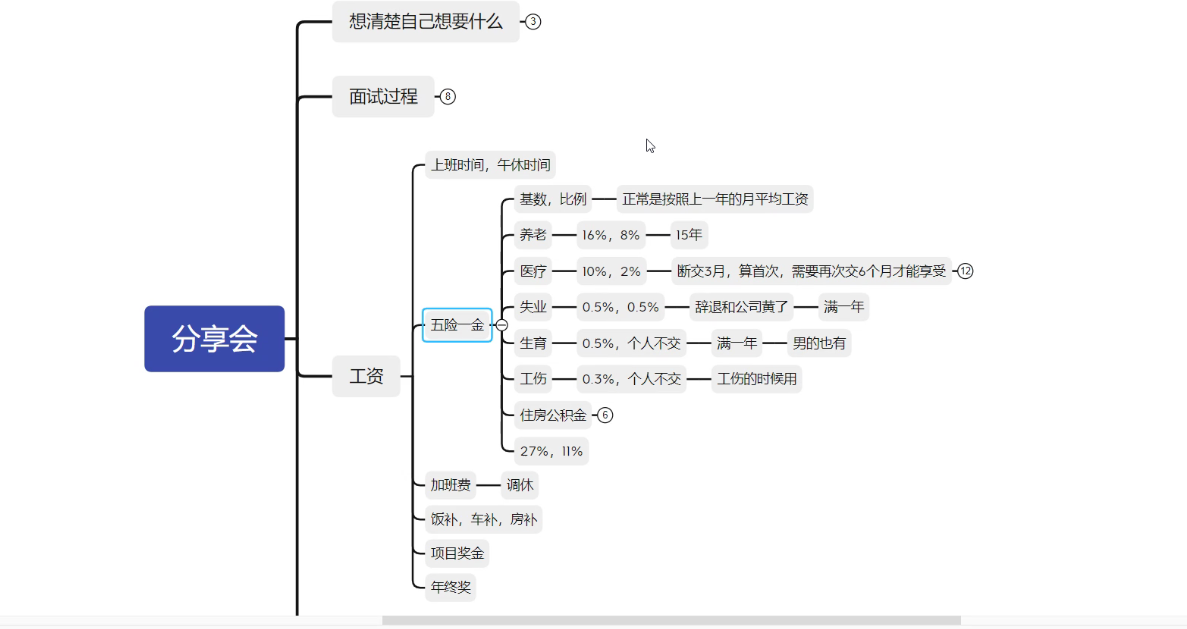 想清楚自己想要什么 3
面试过程 8
上班时间，午休时间
基数，比例 正常是按照上一年的月平均工资
养老 16%，8% 15年
医疗 10%，2% 断交3月，算首次，需要再次交6个月才能享受 12
失业 0.5%，0.5% 辞退和公司黄了 满一年
分享会
工资
五险一金
生育 0.5%，个人不交 满一年 男的也有
工伤 0.3%，个人不交 工伤的时候用
住房公积金 6
27%，11%
加班费 调休
饭补，车补，房补
项目奖金
年终奖